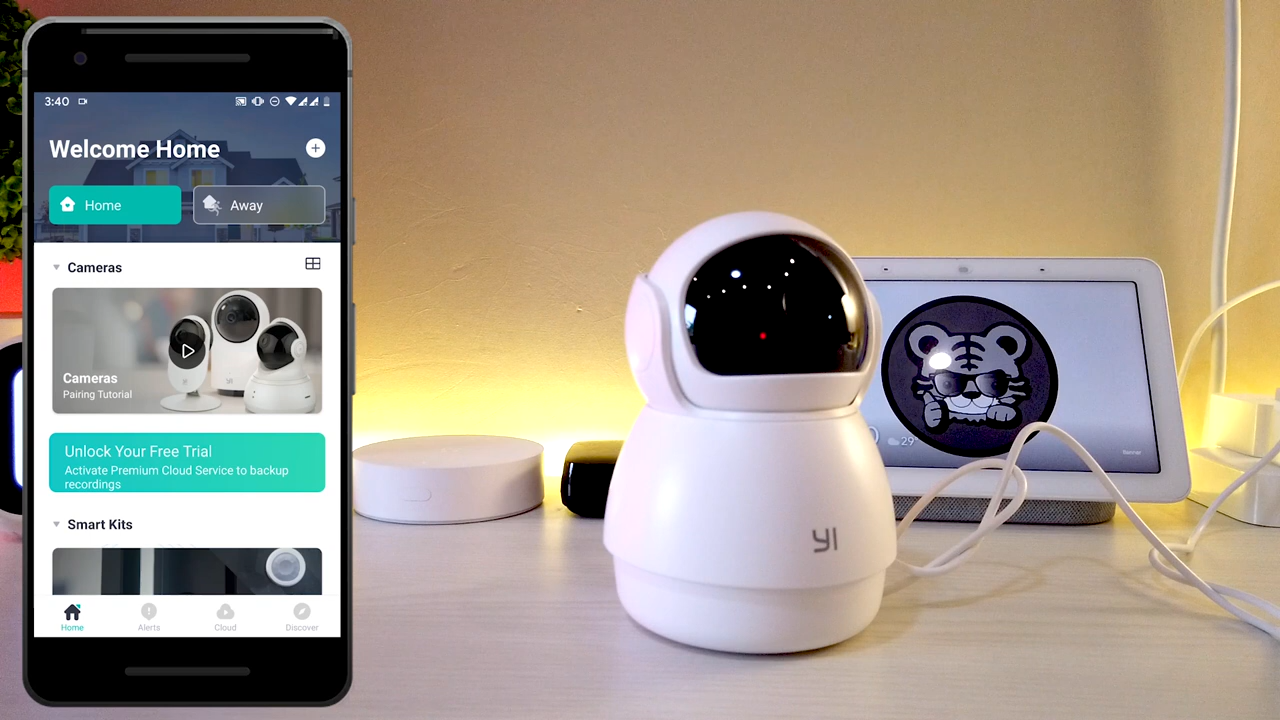 3:40
Welcome Home
Home
Away
Cameras
Cameras
Pairing Tutorial
Unlock Your Free Trial
Activate Premium Cloud Service to backup
recordings
Smart Kits
Home
Alerts
Cloud
Discover
YI
29°